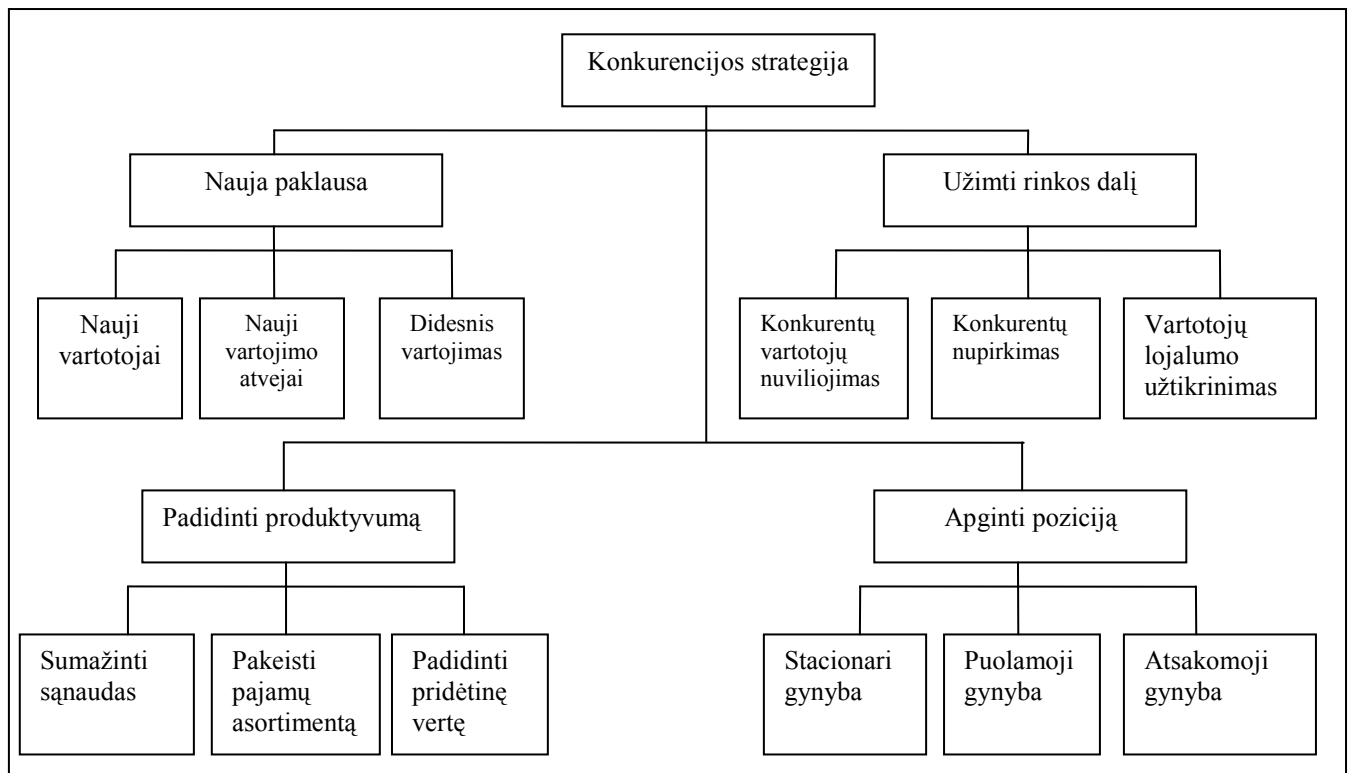 Konkurencijos strategija
Nauja paklausa
Užimti rinkos dalį
Nauji
vartotojai
Nauji
vartojimo
atvejai
Didesnis
vartojimas
Konkurentų
vartotojų
nuviliojimas
Konkurentų
nupirkimas
Vartotojų
lojalumo
užtikrinimas
Padidinti produktyvumą
Apginti poziciją
Sumažinti
sąnaudas
Pakeisti
pajamų
asortimentą
Padidinti
pridėtinę
vertę
Stacionari
gynyba
Puolamoji
gynyba
Atsakomoji
gynyba